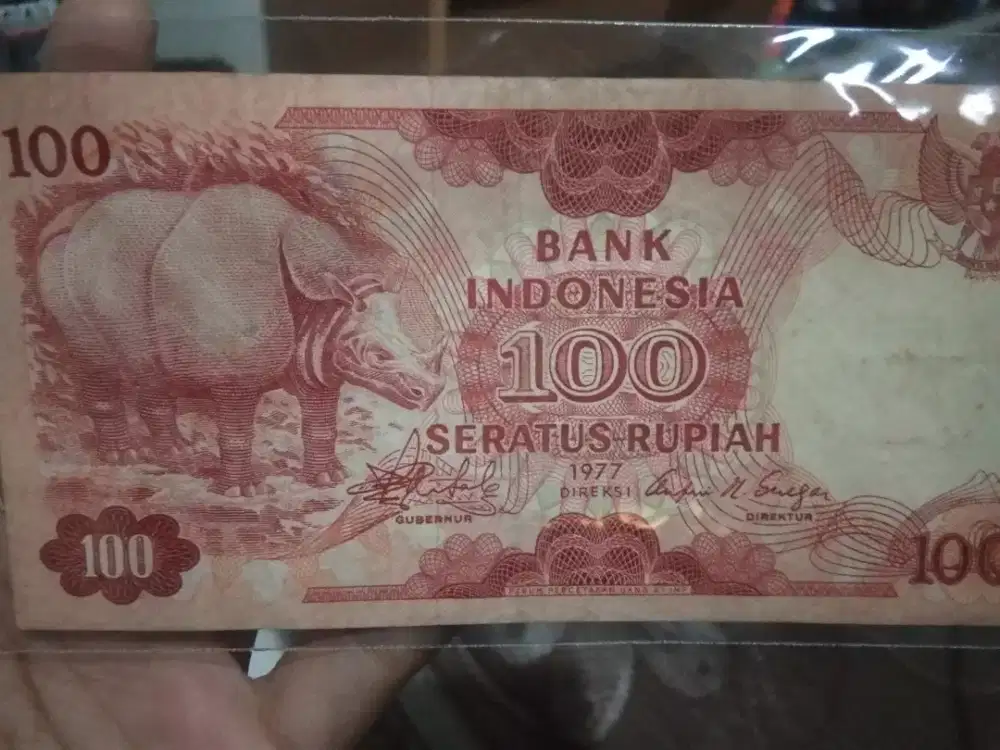 100
BANK
INDONESIA
100
SERATUS RUPIAH
1977
DIREKSI
GUBERNUR
DIREKTUR
100
100